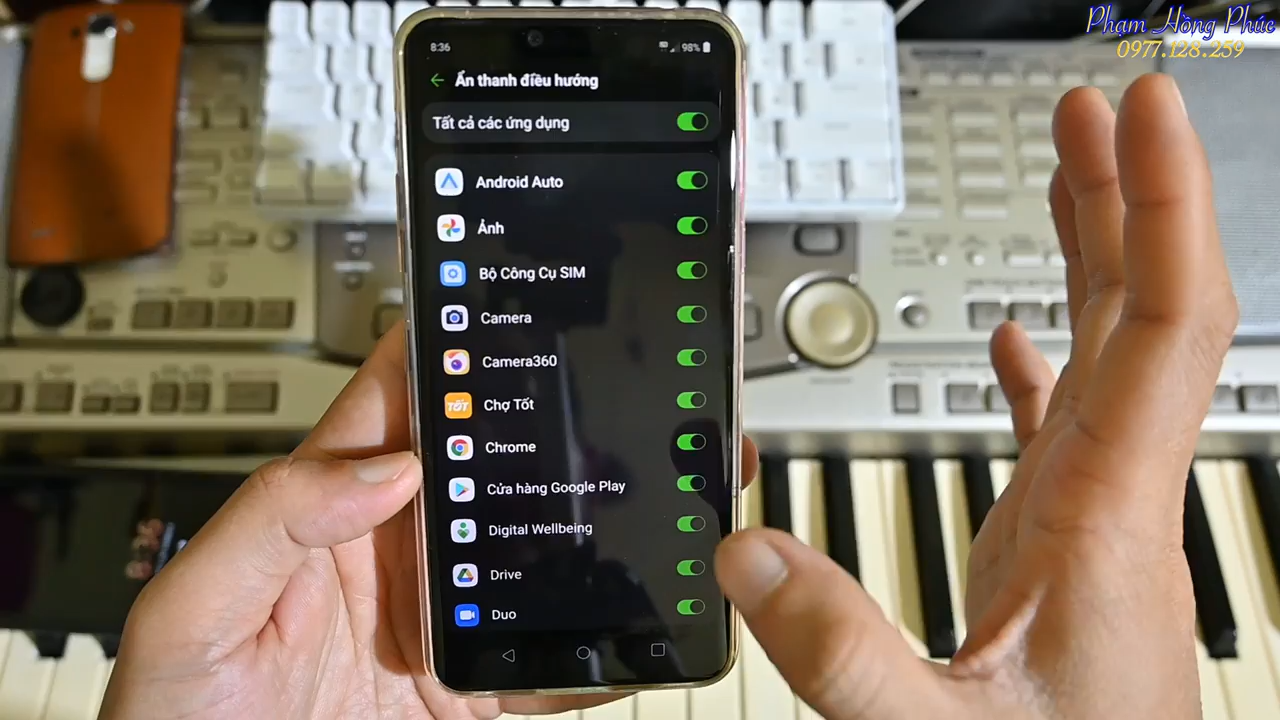 Phạm Hồng Phúc
0977.128.259
8:36
98%
Ẩn thanh điều hướng
Tất cả các ứng dụng
Android Auto
Ảnh
Bộ Công Cụ SIM
Camera
Camera360
TỐT
Chợ Tốt
Chrome
Cửa hàng Google Play
Digital Wellbeing
Drive
Duo